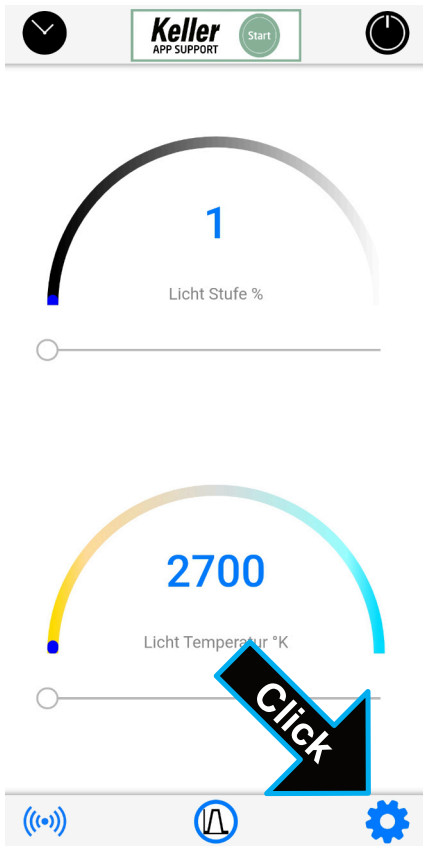 Keller
APP SUPPORT
Start
1
Licht Stufe %
2700
Licht Temperatur °K
Click